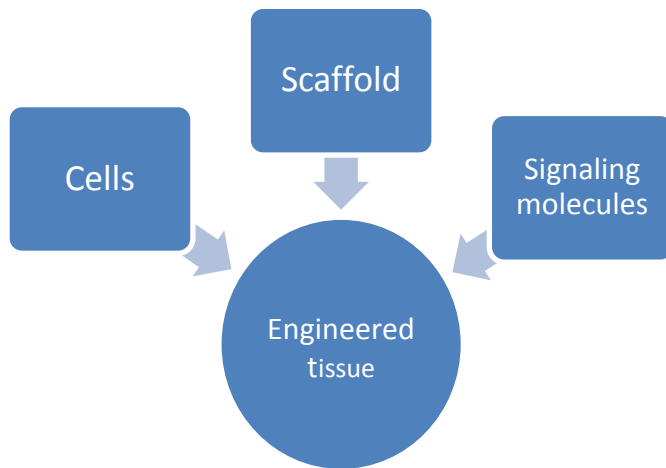 Scaffold
Cells
Signaling
molecules
Engineered
tissue